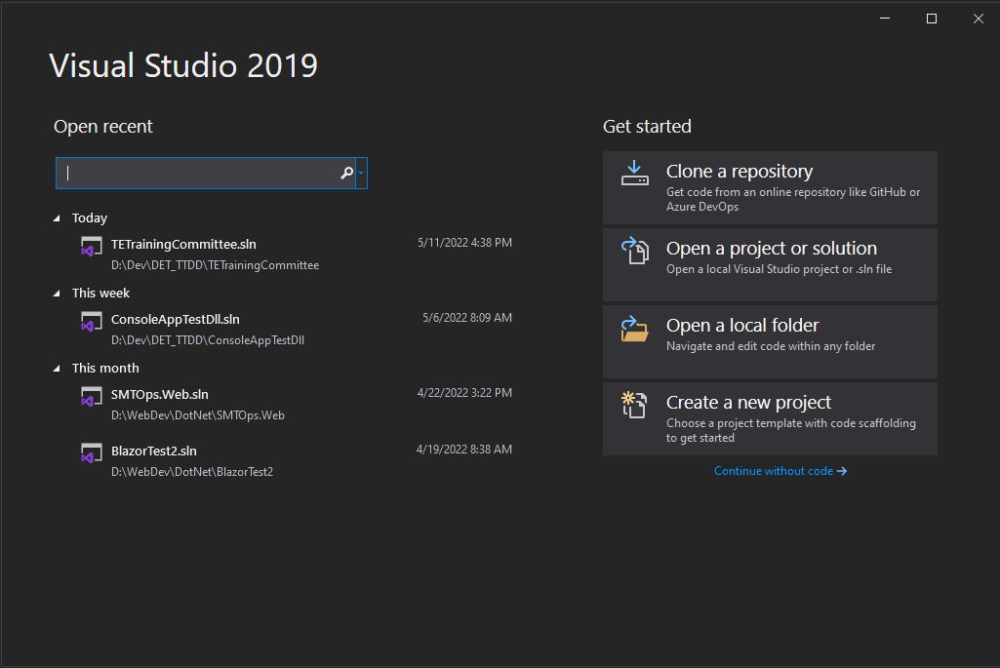 Visual Studio 2019
Open recent
Today
TETrainingCommittee.sln 5/11/2022 4:38 PM
D:\Dev\DET_TTDD\TETrainingCommittee
This week
ConsoleAppTestDll.sln 5/6/2022 8:09 AM
D:\Dev\DET_TTDD\ConsoleAppTestDll
This month
SMTOps.Web.sln 4/22/2022 3:22 PM
D:\WebDev\DotNet\SMTOps.Web
BlazorTest2.sln 4/19/2022 8:38 AM
D:\WebDev\DotNet\BlazorTest2
Get started
Clone a repository
Get code from an online repository like GitHub or
Azure DevOps
Open a project or solution
Open a local Visual Studio project or .sln file
Open a local folder
Navigate and edit code within any folder
Create a new project
Choose a project template with code scaffolding
to get started
Continue without code →